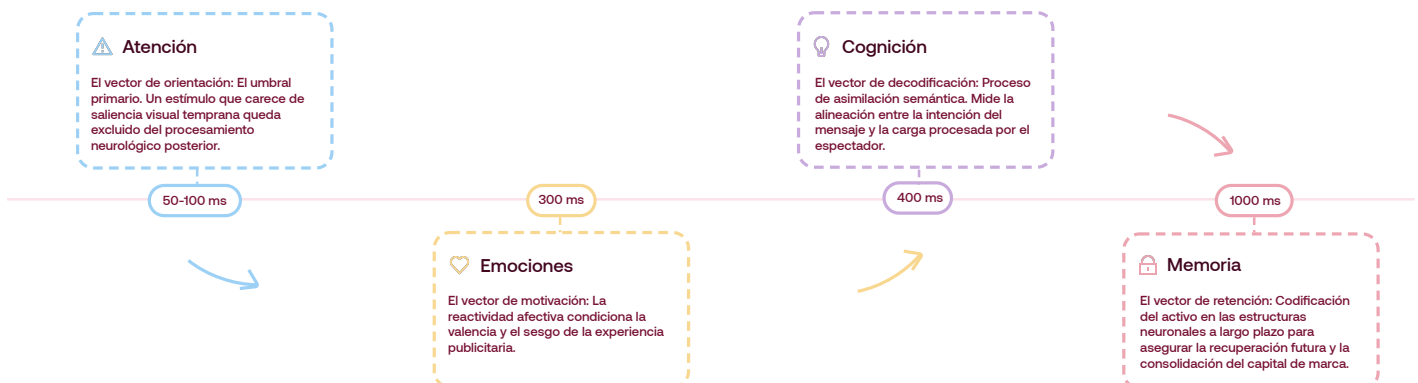 Atención
El vector de orientación: El umbral
primario. Un estímulo que carece de
saliencia visual temprana queda
excluido del procesamiento
neurológico posterior.
50-100 ms
300 ms
Emociones
El vector de motivación: La
reactividad afectiva condiciona la
valencia y el sesgo de la experiencia
publicitaria.
Cognición
El vector de decodificación: Proceso
de asimilación semántica. Mide la
alineación entre la intención del
mensaje y la carga procesada por el
espectador.
400 ms
1000 ms
Memoria
El vector de retención: Codificación
del activo en las estructuras
neuronales a largo plazo para
asegurar la recuperación futura y la
consolidación del capital de marca.